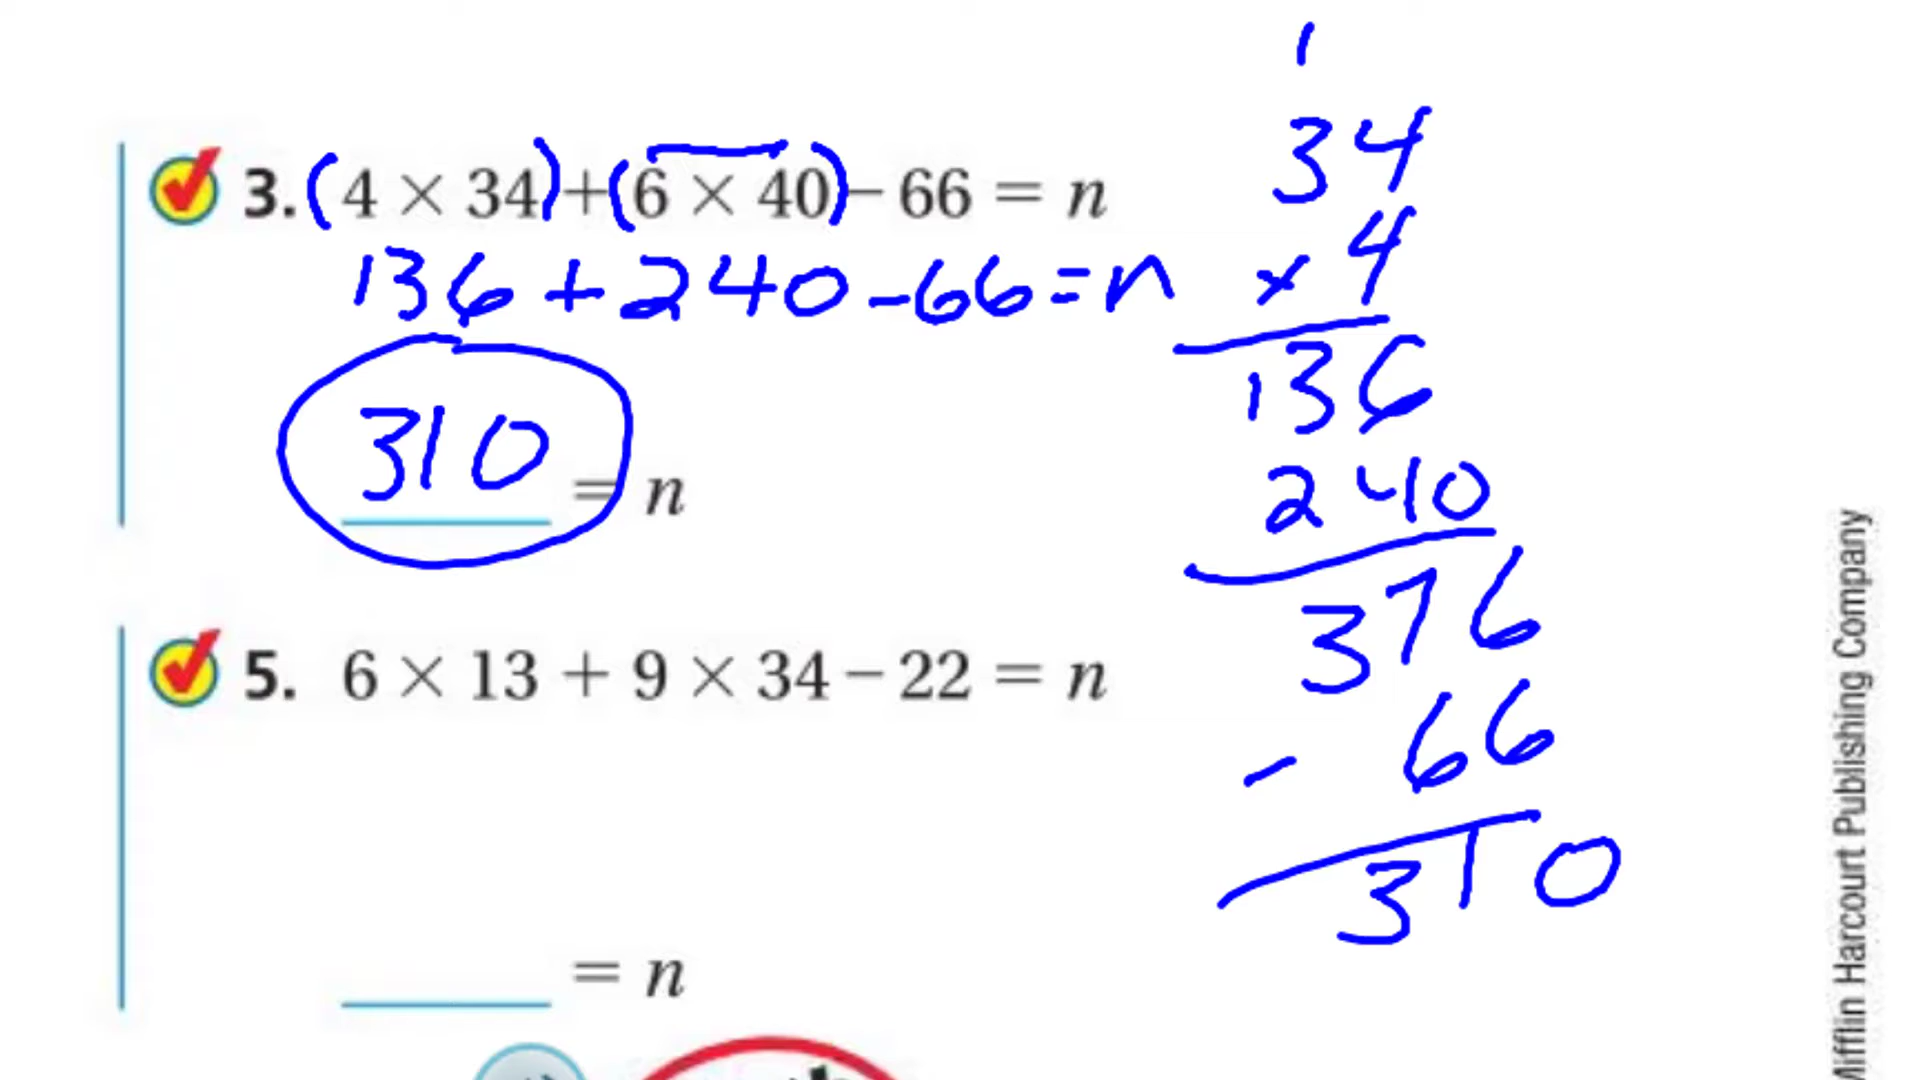 3. (4 × 34) + (6 × 40) − 66 = n
136 + 240 - 66 = n
310 = n
5. 6 × 13 + 9 × 34 − 22 = n
= n
1
34
× 4
136
240
376
- 66
310
Mifflin Harcourt Publishing Company